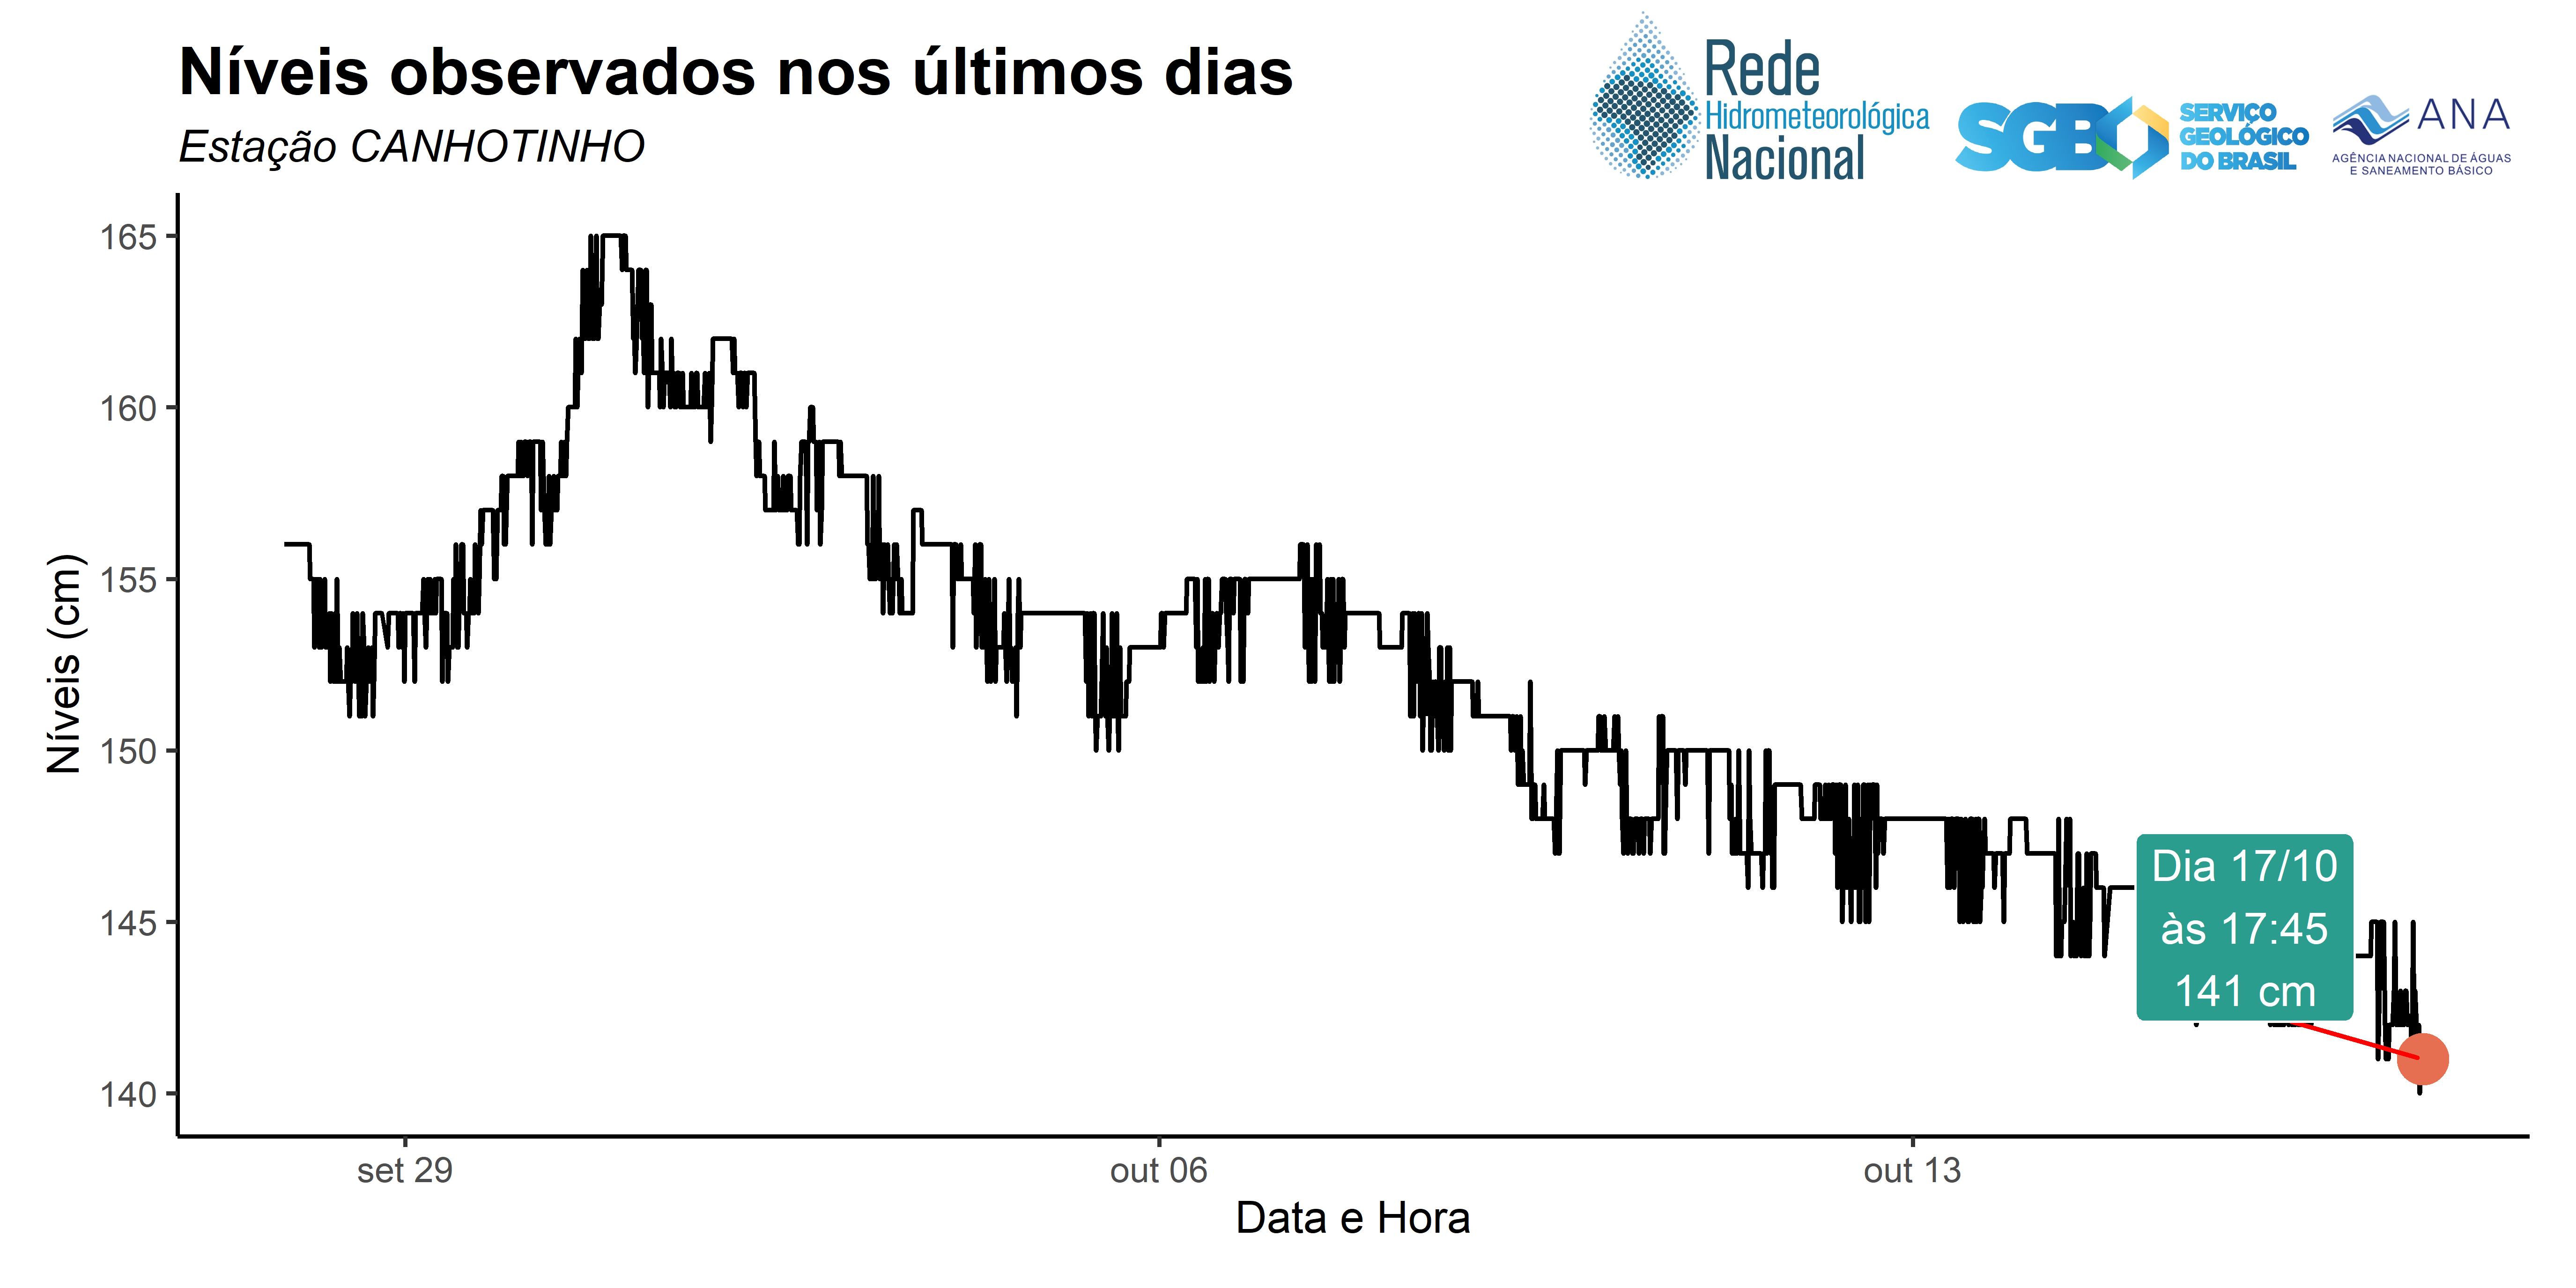 Níveis observados nos últimos dias
Estação CANHOTINHO
Rede
Hidrometeorológica
Nacional
SGB
SERVIÇO
GEOLÓGICO
DO BRASIL
ANA
AGÊNCIA NACIONAL DE ÁGUAS
E SANEAMENTO BÁSICO
Níveis (cm)
165
160
155
150
145
140
Dia 17/10
às 17:45
141 cm
set 29
out 06
out 13
Data e Hora